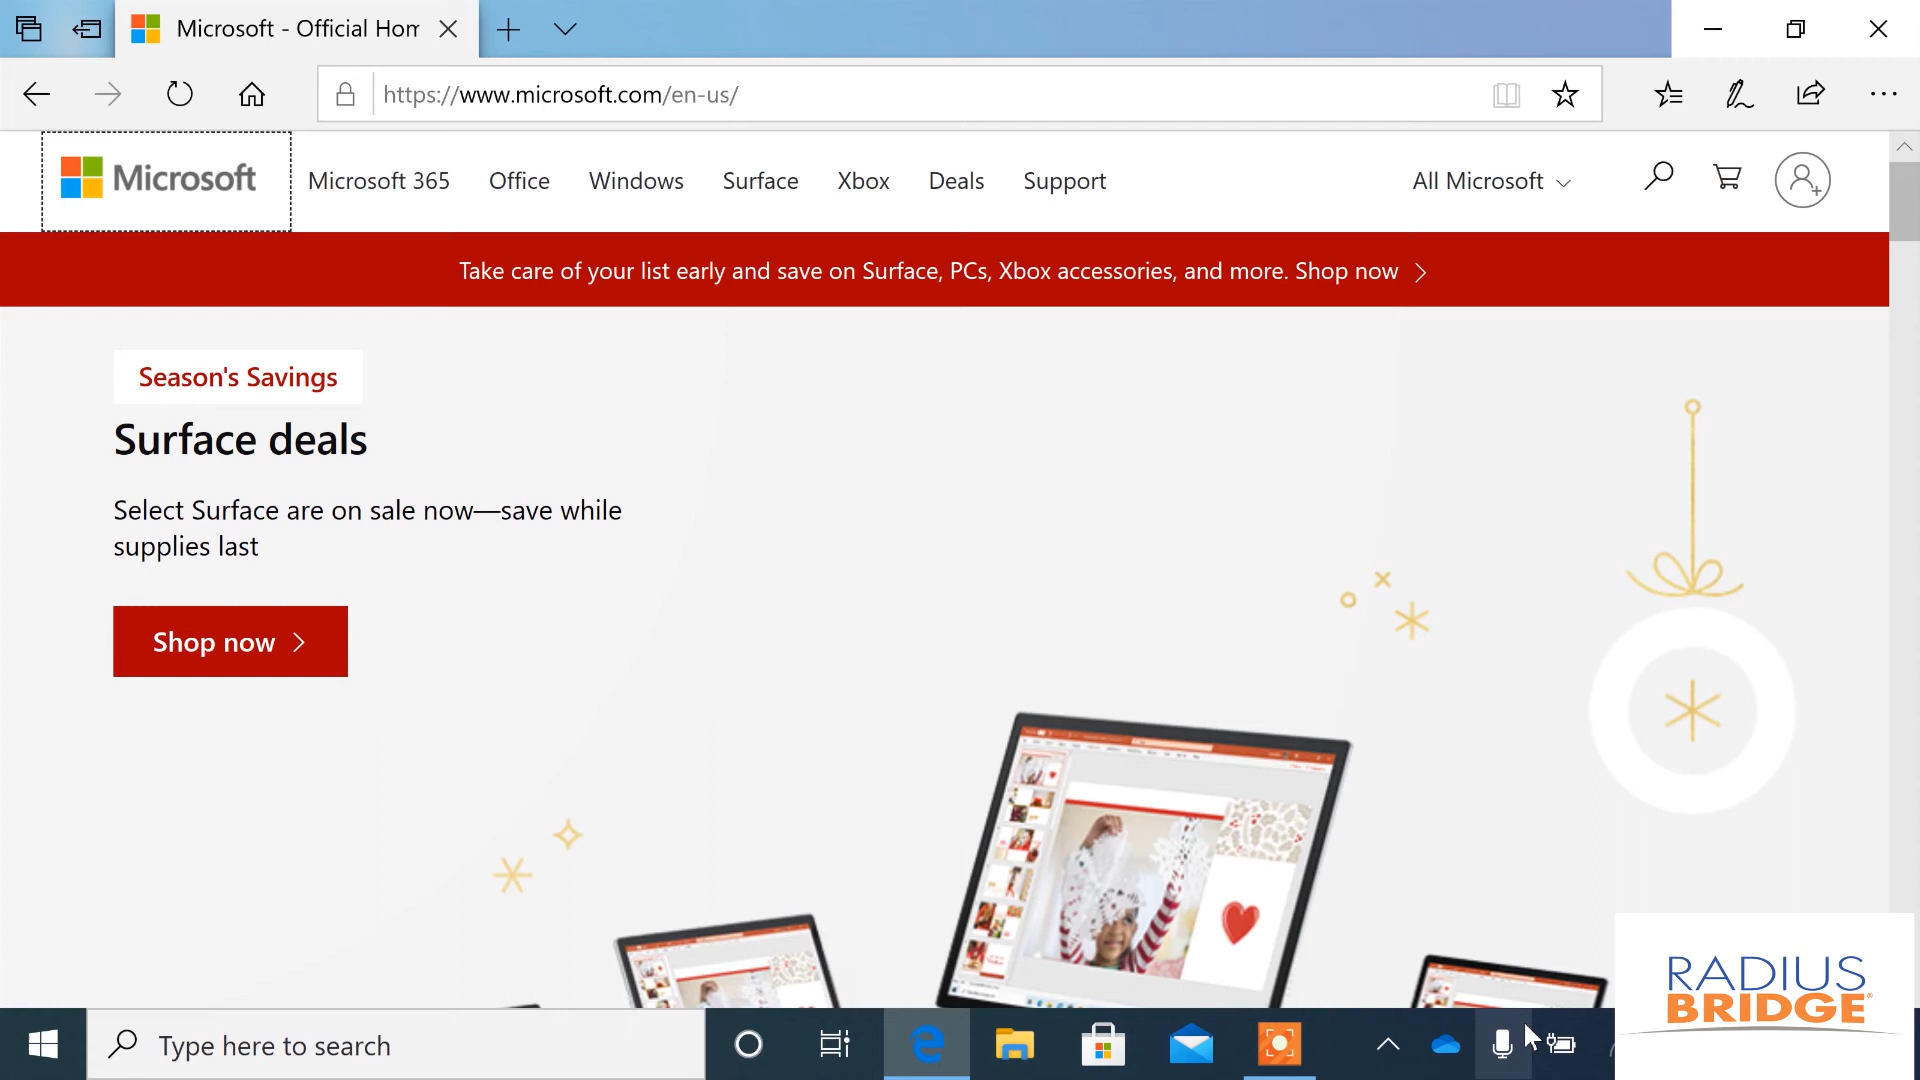 Microsoft - Official Hom
https://www.microsoft.com/en-us/
Microsoft
Microsoft 365
Office
Windows
Surface
Xbox
Deals
Support
All Microsoft
Take care of your list early and save on Surface, PCs, Xbox accessories, and more. Shop now
Season's Savings
Surface deals
Select Surface are on sale now—save while
supplies last
Shop now
RADIUS
BRIDGE®
Type here to search